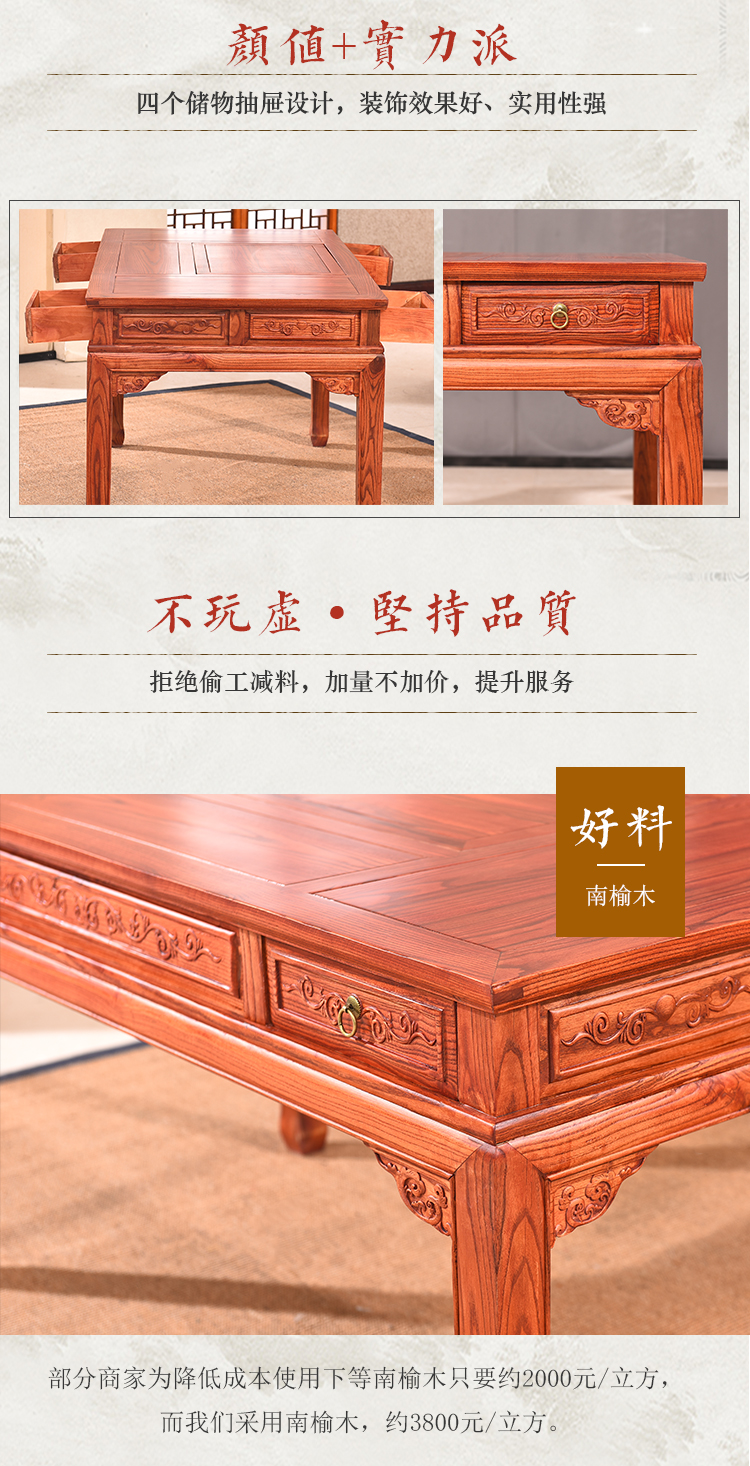 顏值+實力派
四个储物抽屉设计，装饰效果好、实用性强
不玩虚·堅持品質
拒绝偷工减料，加量不加价，提升服务
好料
南榆木
部分商家为降低成本使用下等南榆木只要约2000元/立方，
而我们采用南榆木，约3800元/立方。